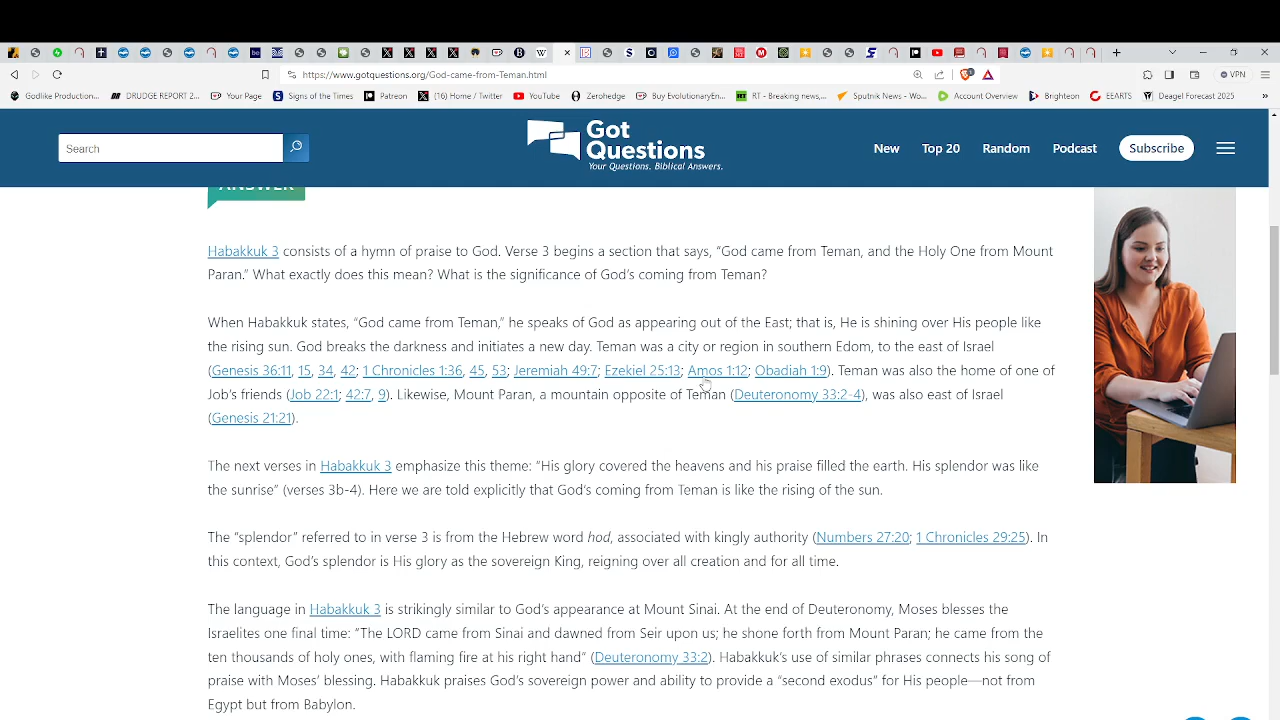 https://www.gotquestions.org/God-came-from-Teman.html
VPN
Godlike Production...
DRUDGE REPORT 2...
Your Page
Signs of the Times
Patreon
(16) Home / Twitter
YouTube
Zerohedge
BuyEvolutionaryEn...
RT - Breaking news,...
Sputnik News - Wo...
Account Overview
Brighton
EEARTS
Deagel Forecast 2025
Search
Got
Questions
Your Questions. Biblical Answers.
New
Top 20
Random
Podcast
Subscribe
ANSWER
Habakkuk 3 consists of a hymn of praise to God. Verse 3 begins a section that says, “God came from Teman, and the Holy One from Mount
Paran.” What exactly does this mean? What is the significance of God’s coming from Teman?
When Habakkuk states, “God came from Teman,” he speaks of God as appearing out of the East; that is, He is shining over His people like
the rising sun. God breaks the darkness and initiates a new day. Teman was a city or region in southern Edom, to the east of Israel
(Genesis 36:11, 15, 34, 42; 1 Chronicles 1:36, 45, 53; Jeremiah 49:7; Ezekiel 25:13; Amos 1:12; Obadiah 1:9). Teman was also the home of one of
Job’s friends (Job 22:1; 42:7, 9). Likewise, Mount Paran, a mountain opposite of Teman (Deuteronomy 33:2-4), was also east of Israel
(Genesis 21:21).
The next verses in Habakkuk 3 emphasize this theme: “His glory covered the heavens and his praise filled the earth. His splendor was like
the sunrise” (verses 3b-4). Here we are told explicitly that God’s coming from Teman is like the rising of the sun.
The “splendor” referred to in verse 3 is from the Hebrew word hod, associated with kingly authority (Numbers 27:20; 1 Chronicles 29:25). In
this context, God’s splendor is His glory as the sovereign King, reigning over all creation and for all time.
The language in Habakkuk 3 is strikingly similar to God’s appearance at Mount Sinai. At the end of Deuteronomy, Moses blesses the
Israelites one final time: “The LORD came from Sinai and dawned from Seir upon us; he shone forth from Mount Paran; he came from the
ten thousands of holy ones, with flaming fire at his right hand” (Deuteronomy 33:2). Habakkuk’s use of similar phrases connects his song of
praise with Moses’ blessing. Habakkuk praises God’s sovereign power and ability to provide a “second exodus” for His people—not from
Egypt but from Babylon.